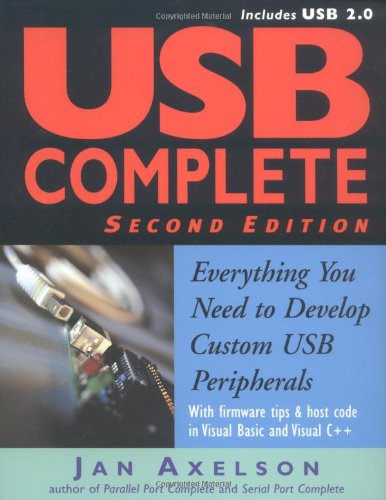 Includes USB 2.0
USB
COMPLETE
SECOND EDITION
Everything You
Need to Develop
Custom USB
Peripherals
With firmware tips & host code
in Visual Basic and Visual C++
JAN AXELSON
author of Parallel Port Complete and Serial Port Complete